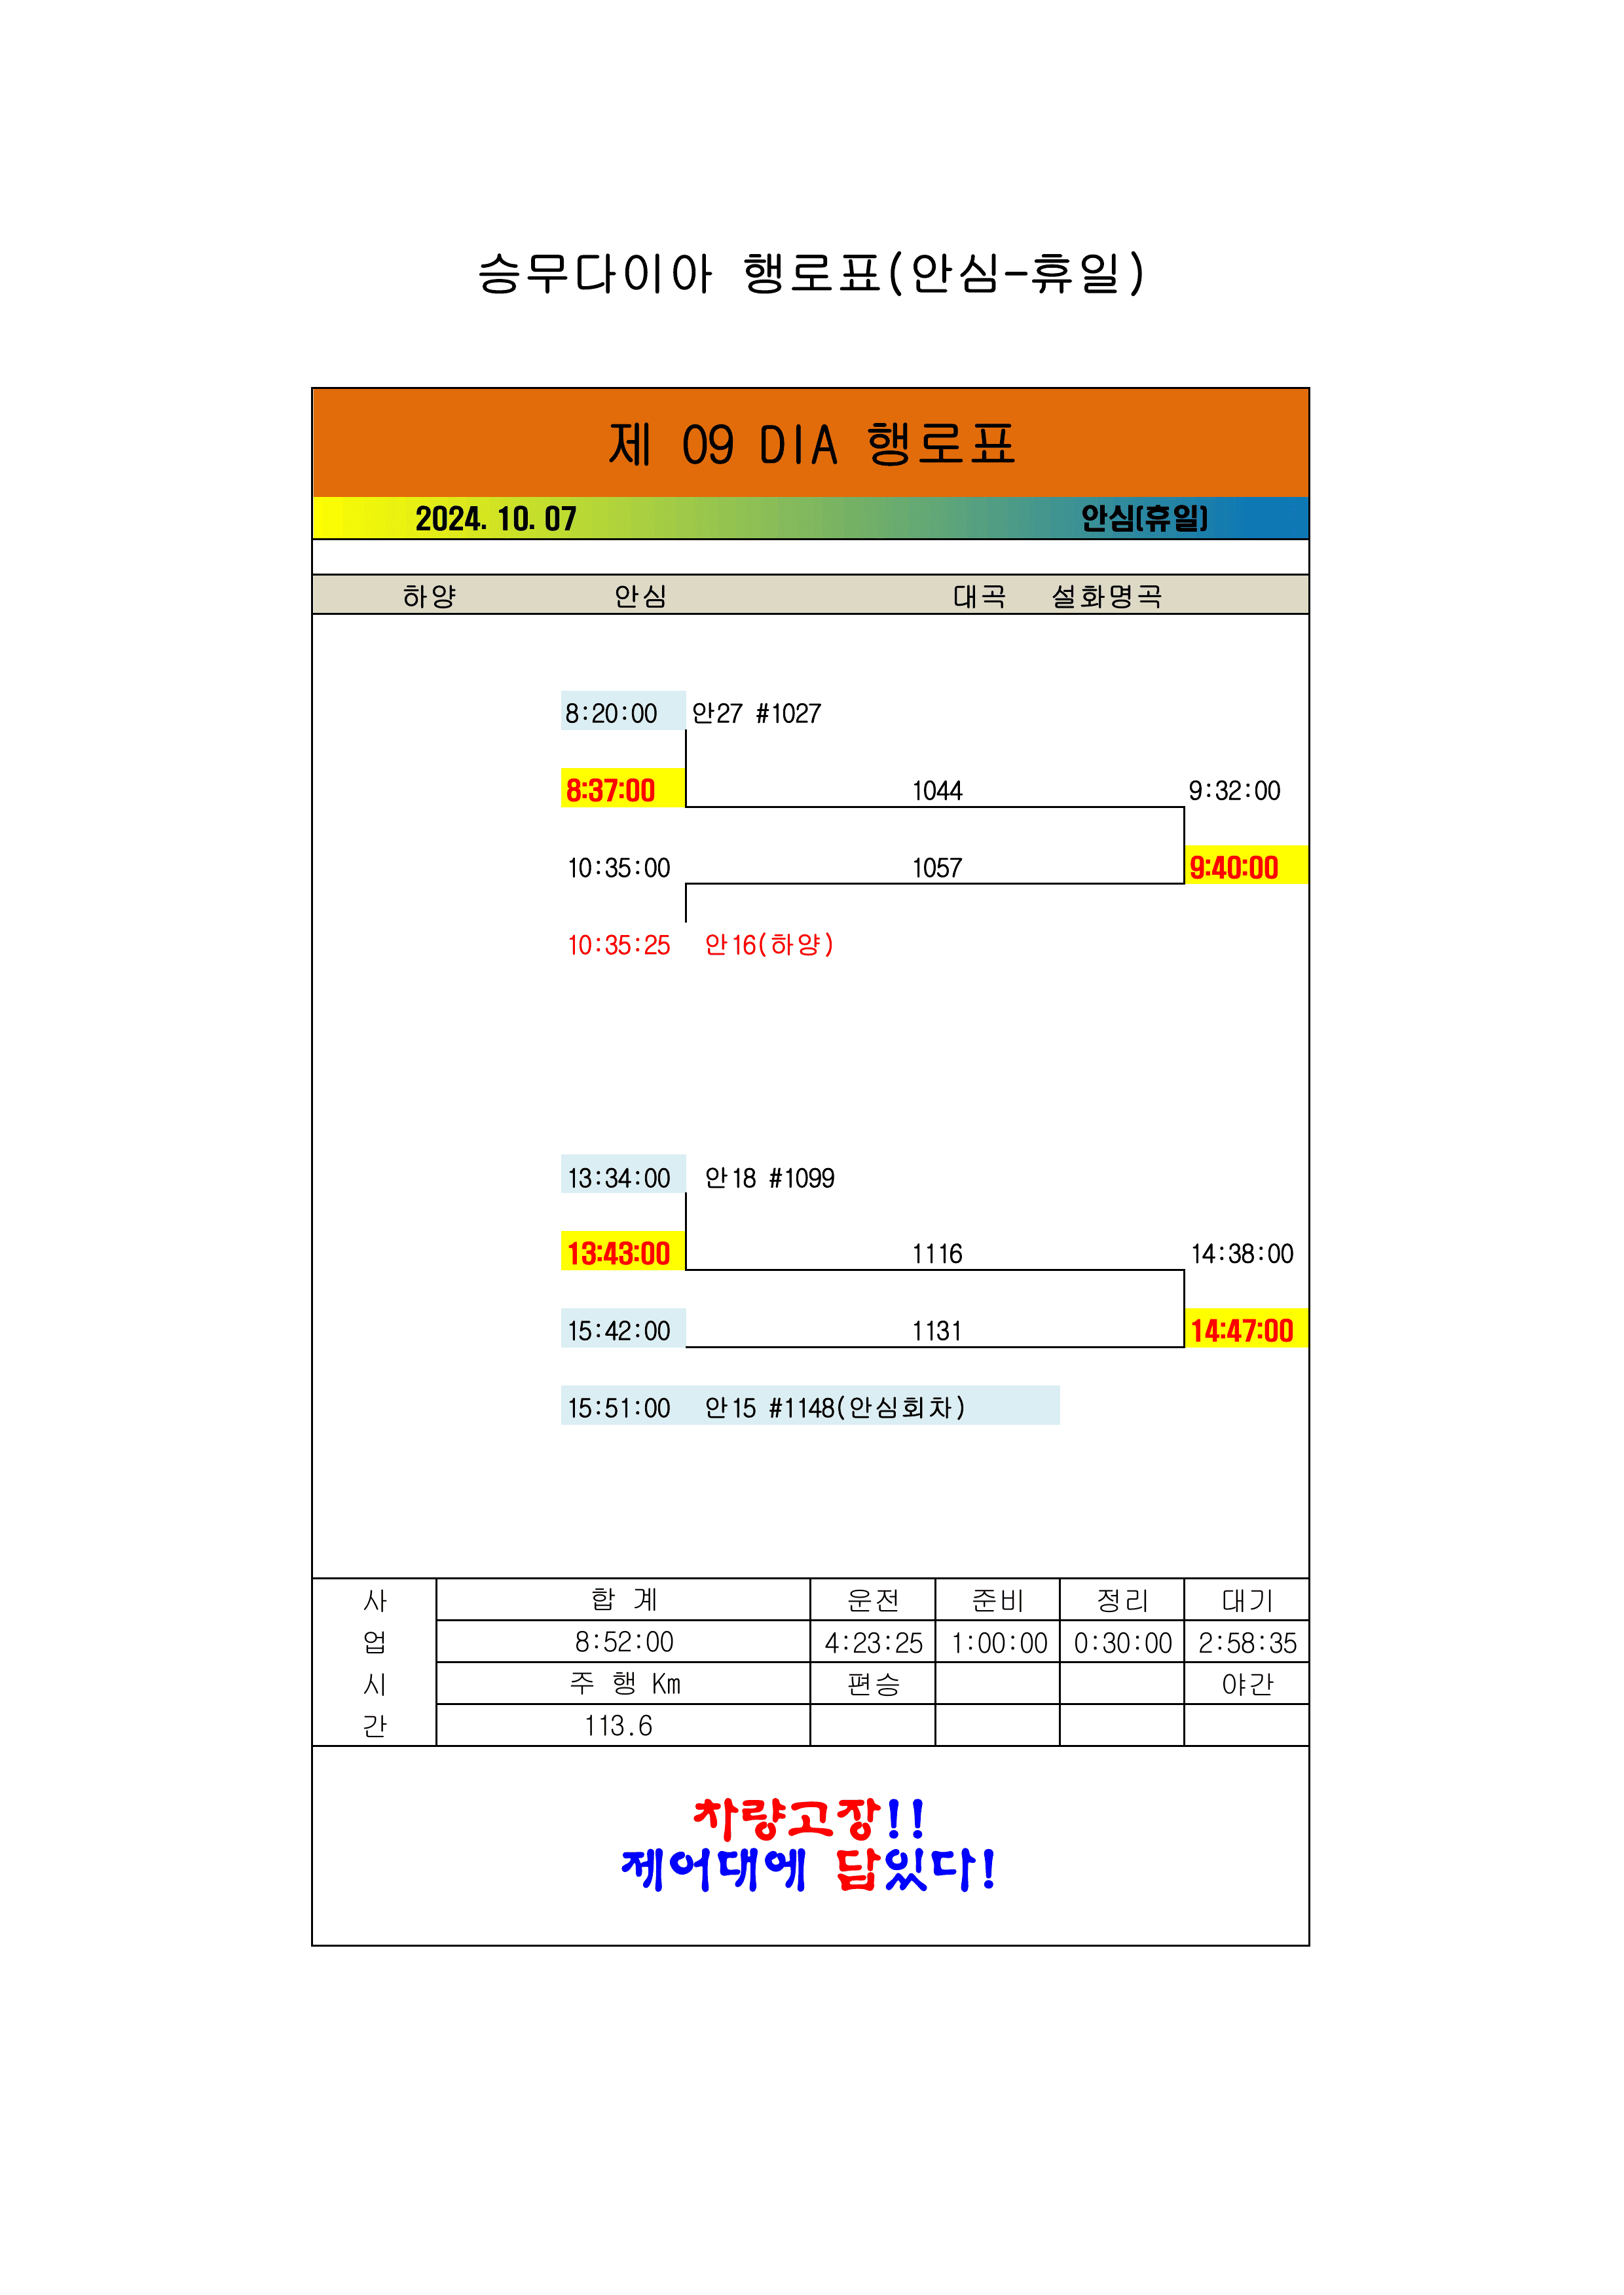 승무다이아 행로표(안심-휴일)
제 09 DIA 행로표
2024. 10. 07 안심(휴일)
하양 안심 대곡 설화명곡
8:20:00 안27 #1027
8:37:00 1044 9:32:00
10:35:00 1057 9:40:00
10:35:25 안16(하양)
13:34:00 안18 #1099
13:43:00 1116 14:38:00
15:42:00 1131 14:47:00
15:51:00 안15 #1148(안심회차)
사 합 계 운전 준비 정리 대기
업 8:52:00 4:23:25 1:00:00 0:30:00 2:58:35
시 주 행 Km 편승 야간
간 113.6
차량고장!!
제어대에 답있다!